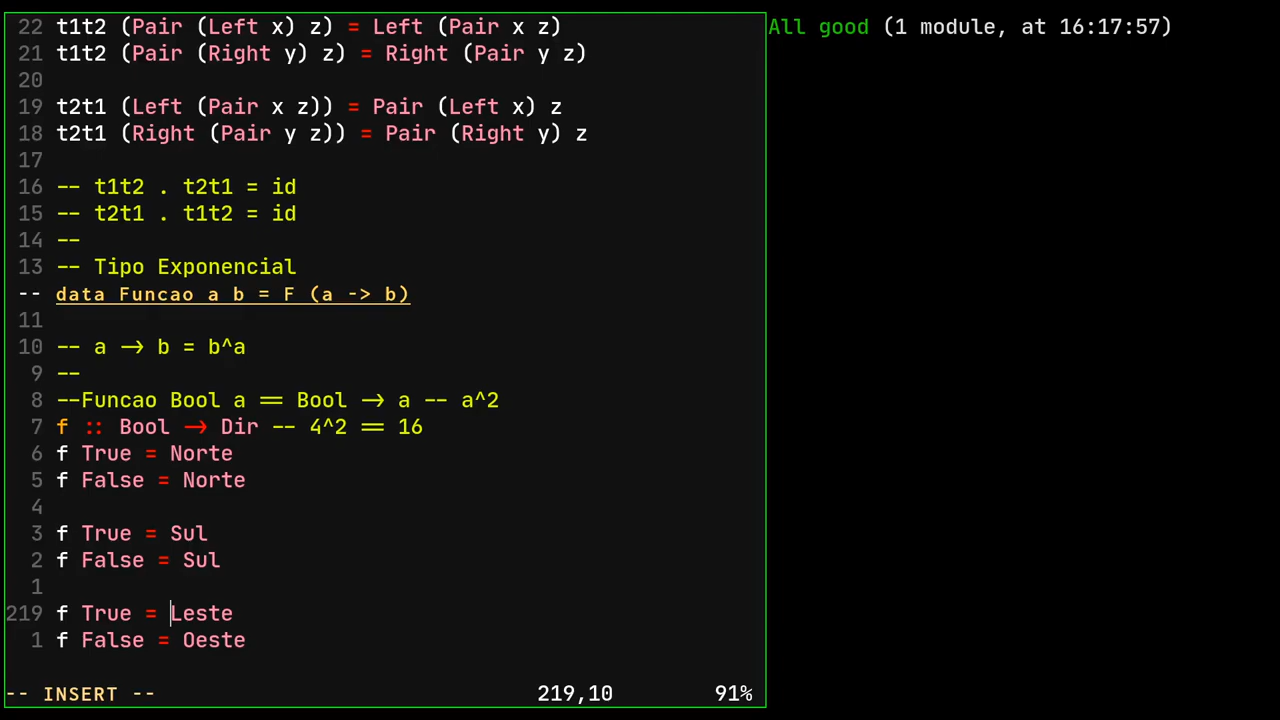 22 t1t2 (Pair (Left x) z) = Left (Pair x z)
21 t1t2 (Pair (Right y) z) = Right (Pair y z)
20
19 t2t1 (Left (Pair x z)) = Pair (Left x) z
18 t2t1 (Right (Pair y z)) = Pair (Right y) z
17
16 -- t1t2 . t2t1 = id
15 -- t2t1 . t1t2 = id
14 --
13 -- Tipo Exponencial
-- data Funcao a b = F (a -> b)
11
10 -- a -> b = b^a
9 --
8 --Funcao Bool a == Bool -> a -- a^2
7 f :: Bool -> Dir -- 4^2 == 16
6 f True = Norte
5 f False = Norte
4
3 f True = Sul
2 f False = Sul
1
219 f True = Leste
1 f False = Oeste
-- INSERT -- 219,10 91%
All good (1 module, at 16:17:57)